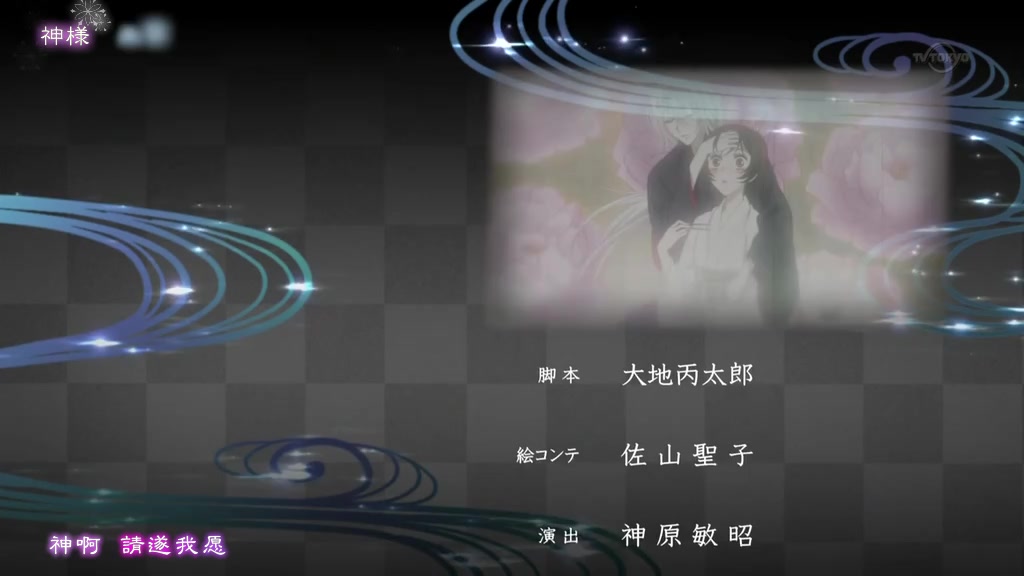 神様
TV TOKYO
脚本 大地丙太郎
絵コンテ 佐山聖子
演出 神原敏昭
神啊 請遂我愿